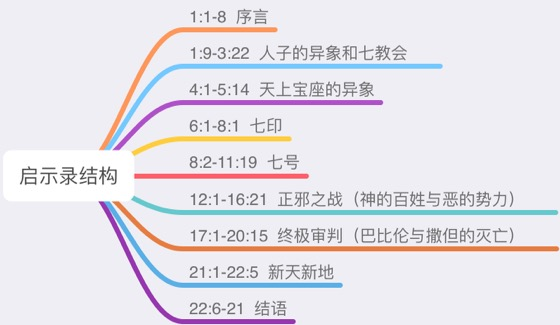 启示录结构
1:1-8 序言
1:9-3:22 人子的异象和七教会
4:1-5:14 天上宝座的异象
6:1-8:1 七印
8:2-11:19 七号
12:1-16:21 正邪之战（神的百姓与恶的势力）
17:1-20:15 终极审判（巴比伦与撒但的灭亡）
21:1-22:5 新天新地
22:6-21 结语